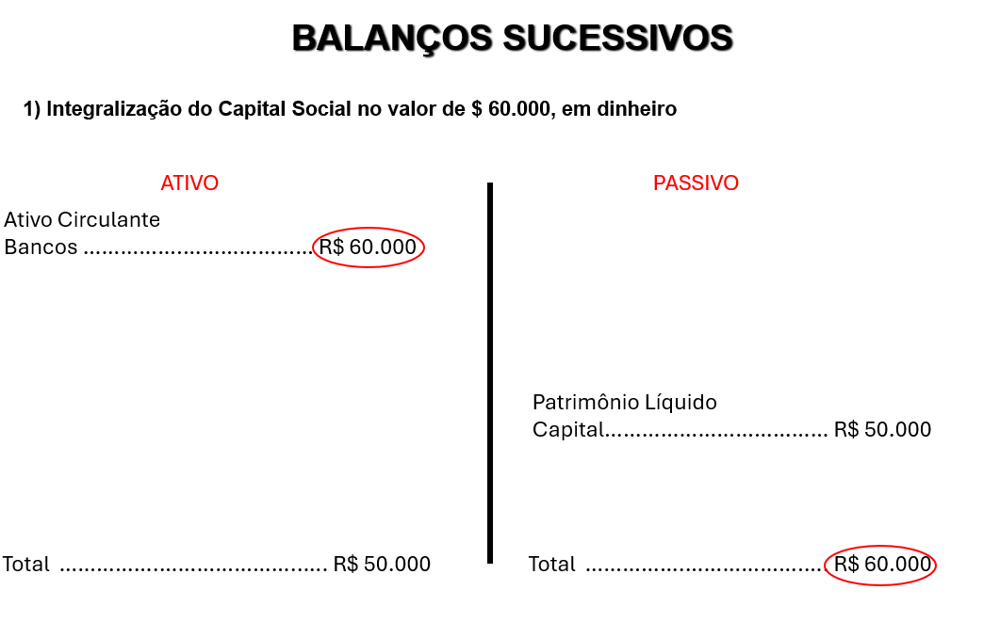 BALANÇOS SUCESSIVOS
1) Integralização do Capital Social no valor de $ 60.000, em dinheiro
ATIVO
Ativo Circulante
Bancos ……………………………… R$ 60.000
Total …………………………………… R$ 50.000
PASSIVO
Patrimônio Líquido
Capital……………………………… R$ 50.000
Total ………………………………… R$ 60.000